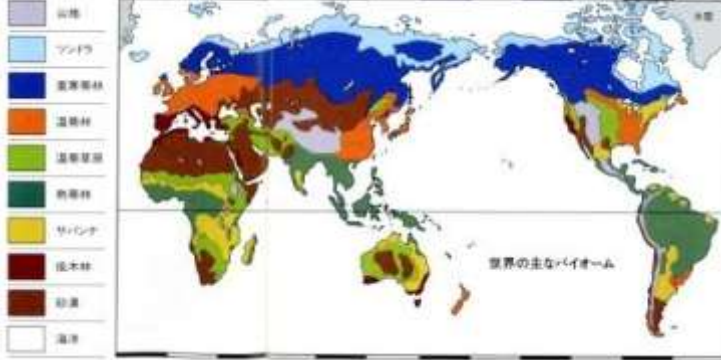 山地
ツンドラ
亜寒帯林
温帯林
温帯草原
熱帯林
サバンナ
低木林
砂漠
海洋
氷雪
世界の主なバイオーム